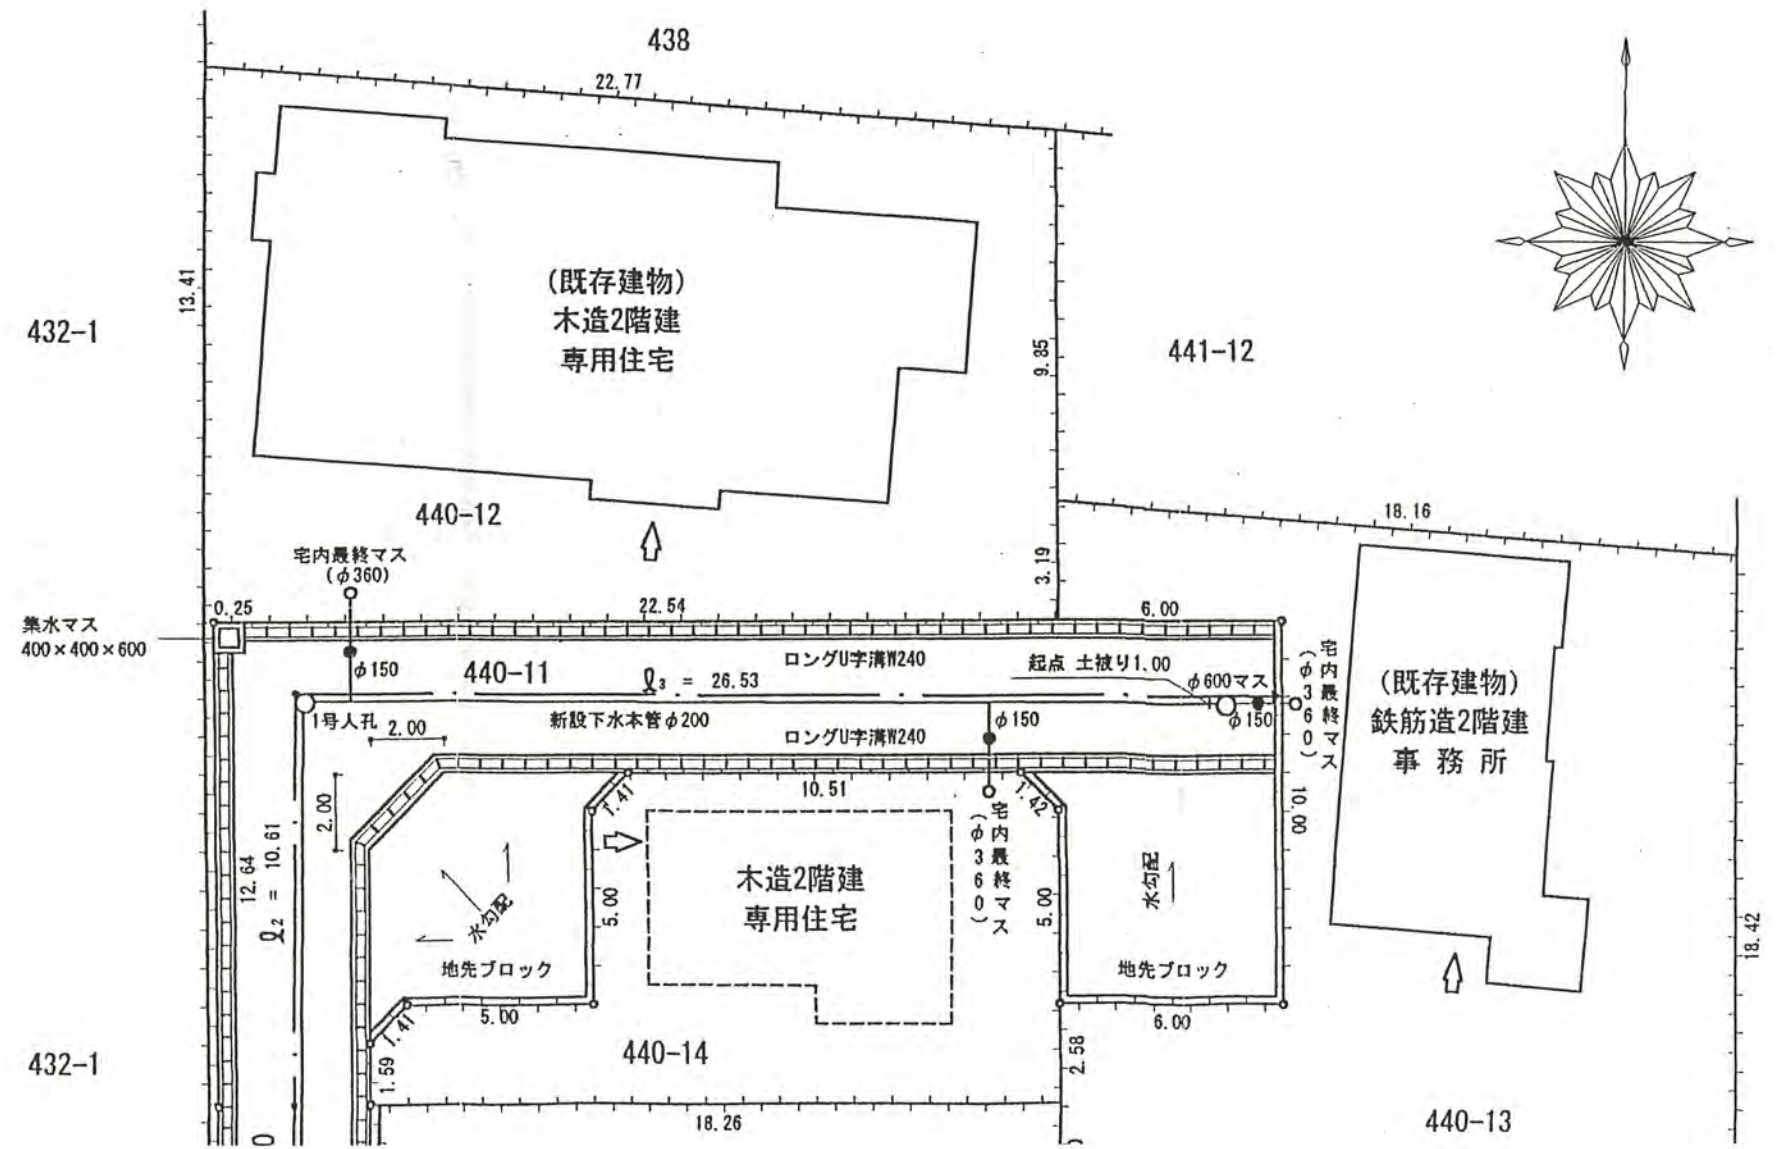 438
22.77
(既存建物)
木造2階建
専用住宅
13.41
432-1
9.85
441-12
440-12
18.16
宅内最終マス
(φ360)
3.19
集水マス
400×400×600
0.25
22.54
6.00
φ150
440-11
ロングU字溝W240
起点 土被り1.00
φ600マス
宅内最終マス
(φ360)
ℓ3 = 26.53
1号人孔
新設下水本管φ200
φ150
φ150
2.00
ロングU字溝W240
(既存建物)
鉄筋造2階建
事務所
2.00
1.41
10.51
1.42
10.00
宅内最終マス
(φ360)
12.64
ℓ2 = 10.61
木造2階建
専用住宅
水勾配
5.00
5.00
水勾配
地先ブロック
地先ブロック
18.42
5.00
6.00
1.41
432-1
1.59
440-14
2.58
18.26
440-13